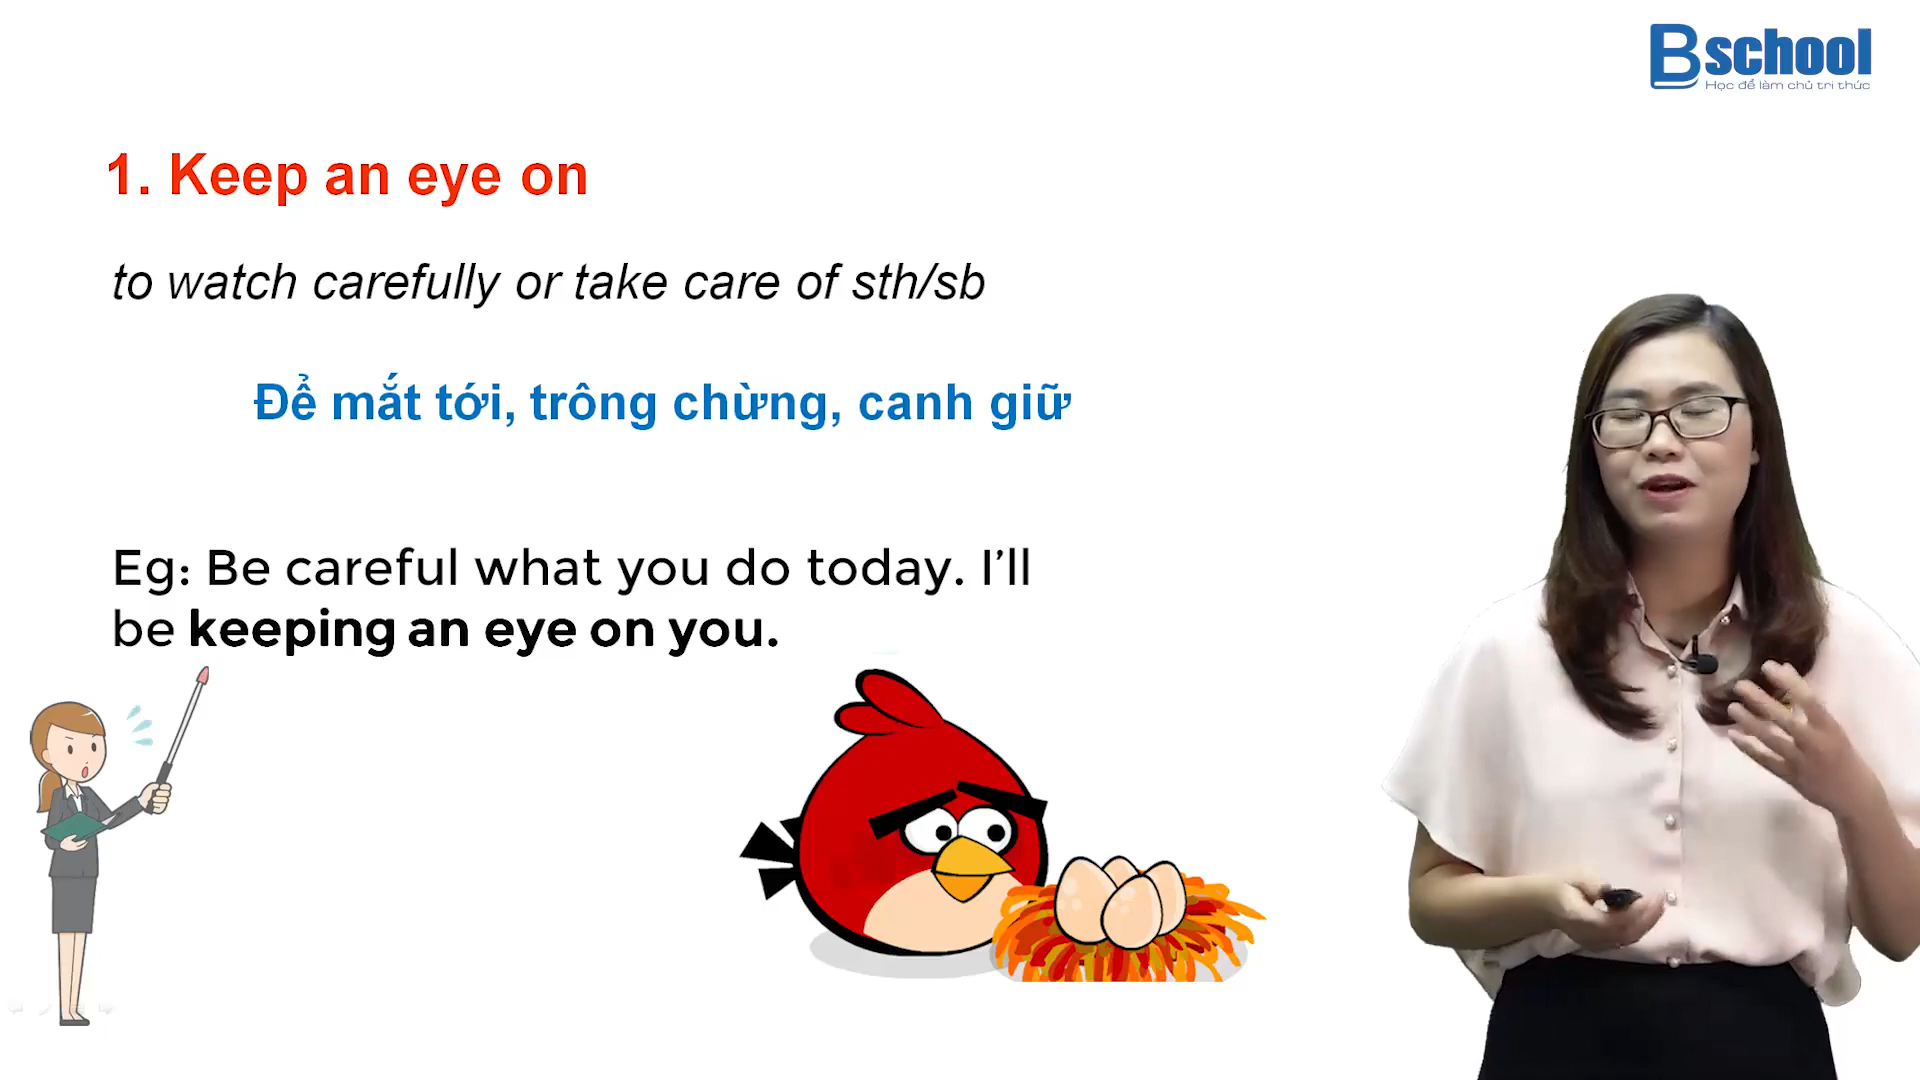 Bschool
Học để làm chủ tri thức
1. Keep an eye on
to watch carefully or take care of sth/sb
Để mắt tới, trông chừng, canh giữ
Eg: Be careful what you do today. I’ll
be keeping an eye on you.